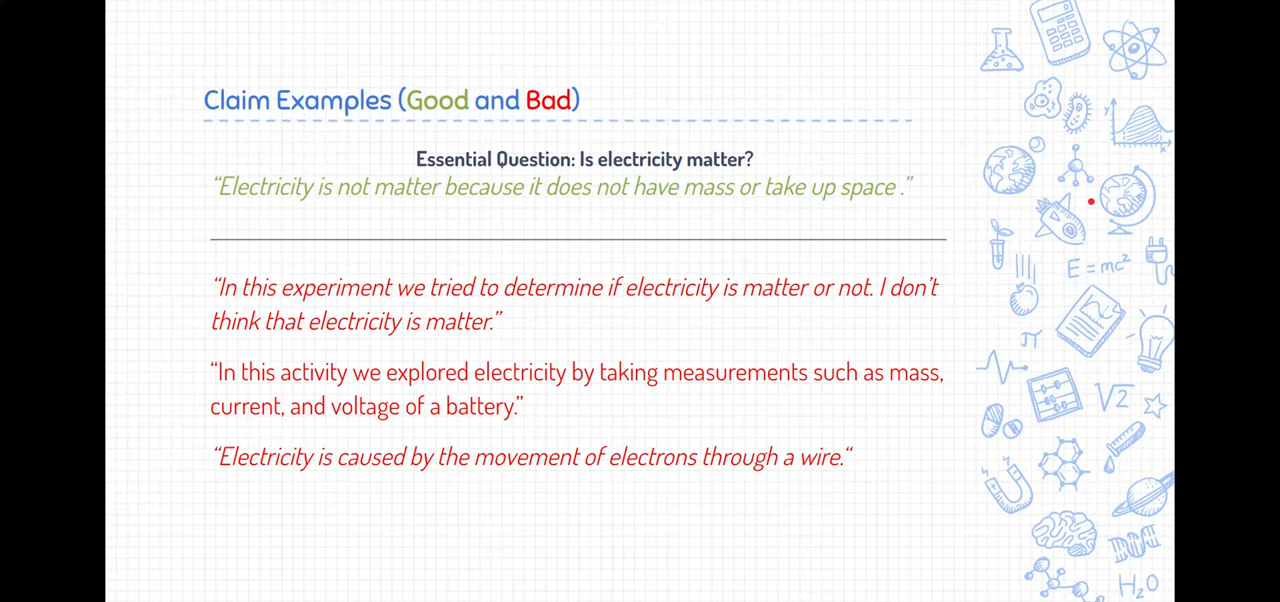 Claim Examples (Good and Bad)
Essential Question: Is electricity matter?
“Electricity is not matter because it does not have mass or take up space .”
“In this experiment we tried to determine if electricity is matter or not. I don’t
think that electricity is matter.”
“In this activity we explored electricity by taking measurements such as mass,
current, and voltage of a battery.”
“Electricity is caused by the movement of electrons through a wire.“
Y
X
E=mc²
π
√2
H₂O